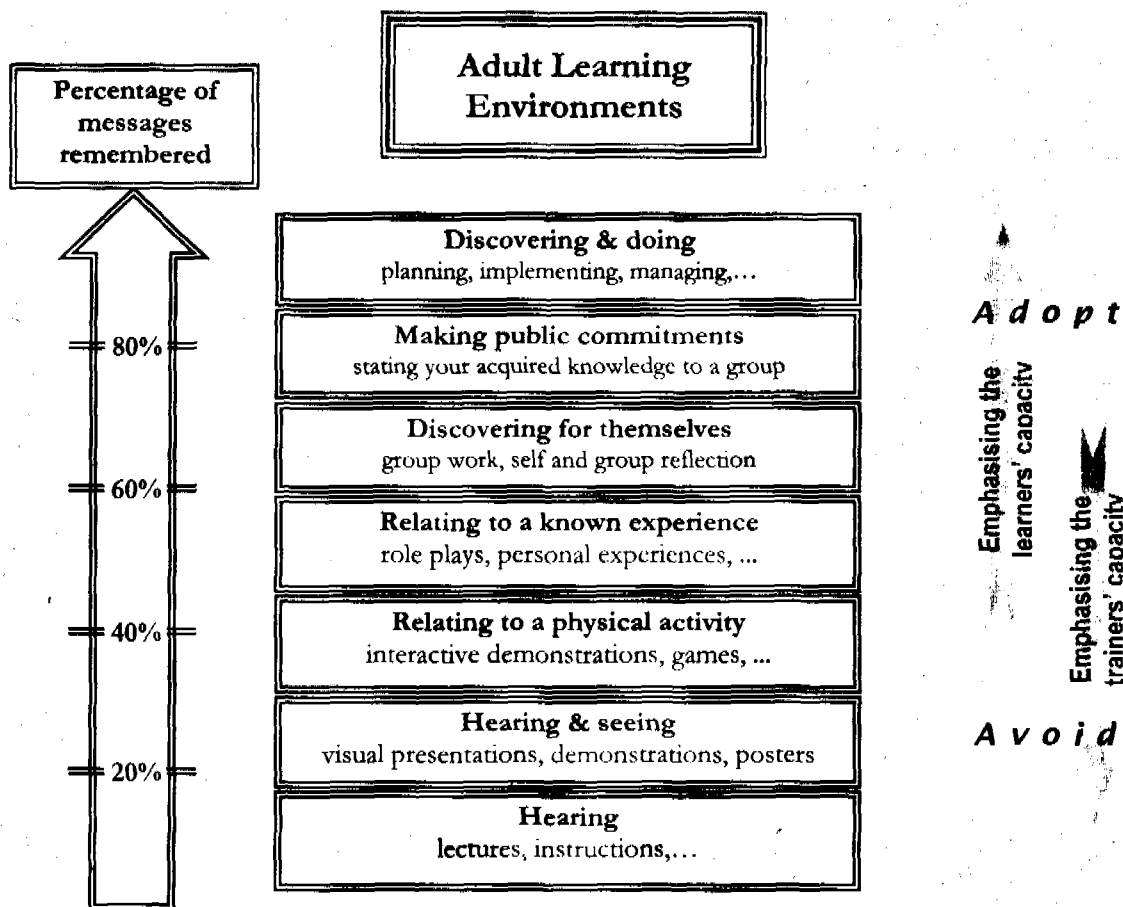 Adult Learning
Environments
Percentage of
messages
remembered
80%
60%
40%
20%
Discovering & doing
planning, implementing, managing,...
Making public commitments
stating your acquired knowledge to a group
Discovering for themselves
group work, self and group reflection
Relating to a known experience
role plays, personal experiences, ...
Relating to a physical activity
interactive demonstrations, games, ...
Hearing & seeing
visual presentations, demonstrations, posters
Hearing
lectures, instructions,...
Adopt
Emphasising the
learners' capacity
Emphasising the
trainers' capacity
Avoid